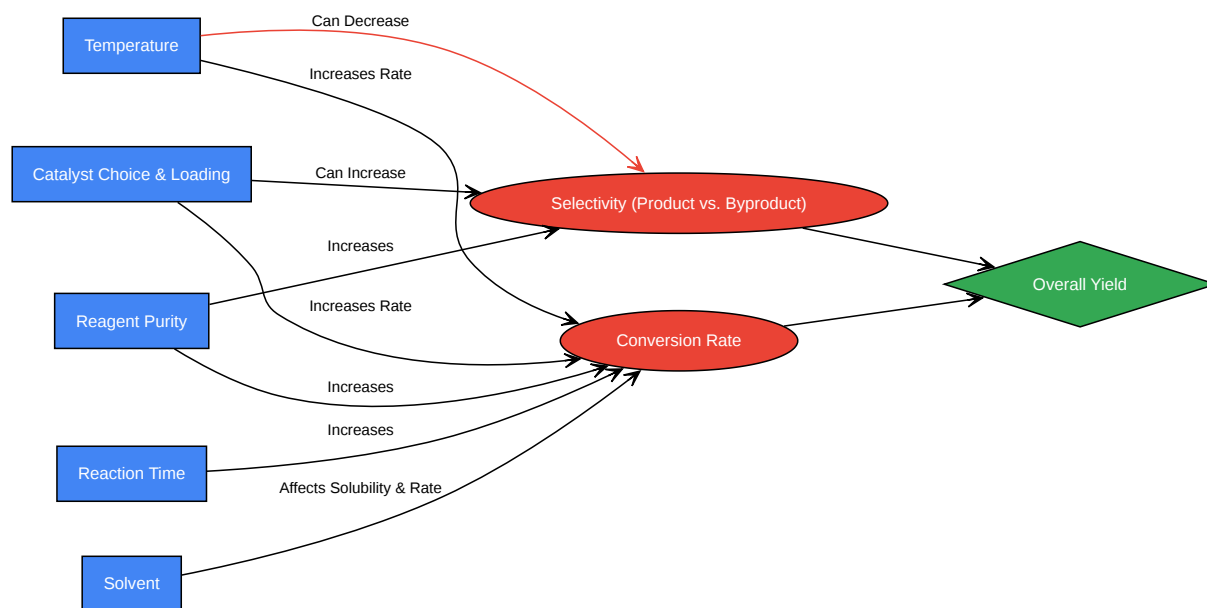 Can Decrease
Temperature
Increases Rate
Catalyst Choice & Loading
Can Increase
Selectivity (Product vs. Byproduct)
Increases
Overall Yield
Increases Rate
Reagent Purity
Conversion Rate
Increases
Increases
Reaction Time
Affects Solubility & Rate
Solvent